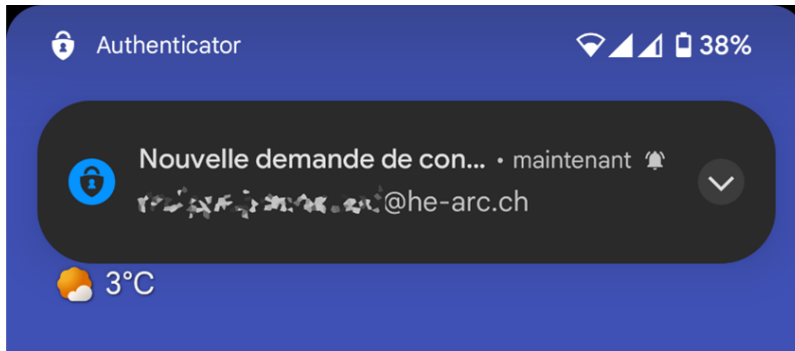 Authenticator 38%
Nouvelle demande de con... • maintenant
@he-arc.ch
3°C